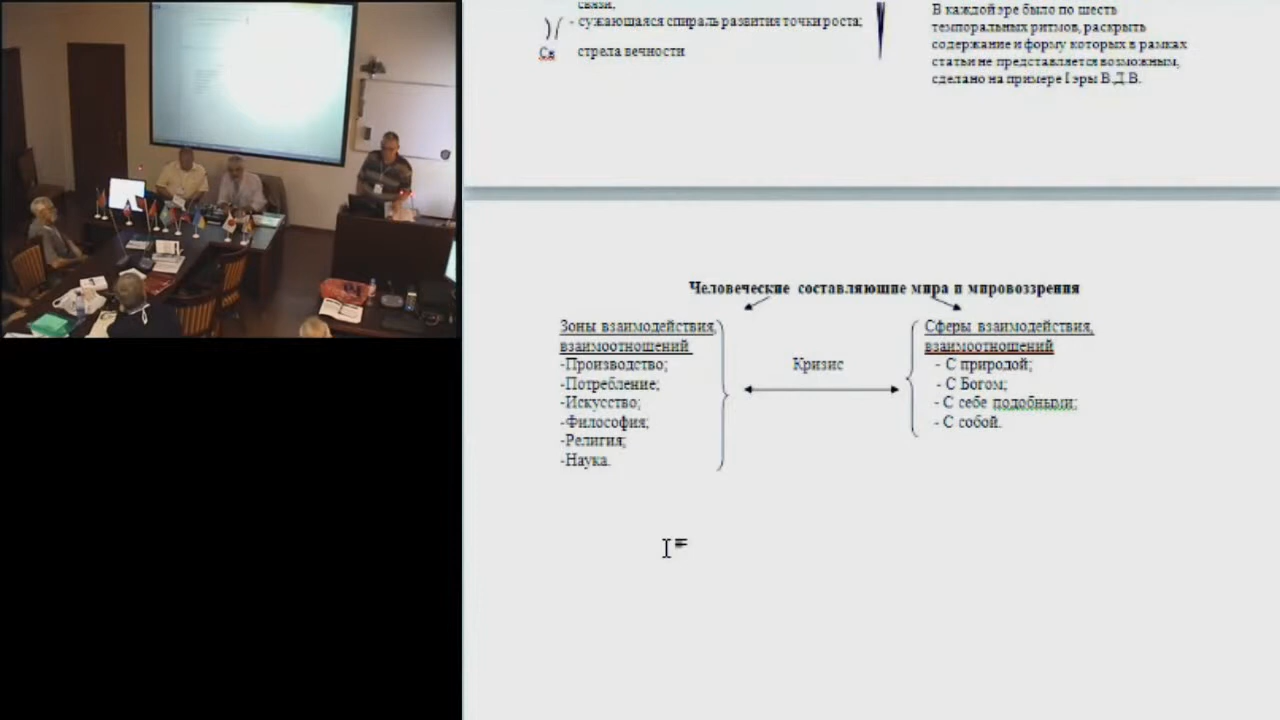 связи;
)( - сужающаяся спираль развития точки роста;
Св стрела вечности
В каждой эре было по шесть
темпоральных ритмов, раскрыть
содержание и форму которых в рамках
статьи не представляется возможным,
сделано на примере I эры В.Д.В.
Человеческие составляющие мира и мировоззрения
Зоны взаимодействия,
взаимоотношений
-Производство;
-Потребление;
-Искусство;
-Философия;
-Религия;
-Наука.
Кризис
Сферы взаимодействия,
взаимоотношений
- С природой;
- С Богом;
- С себе подобными;
- С собой.